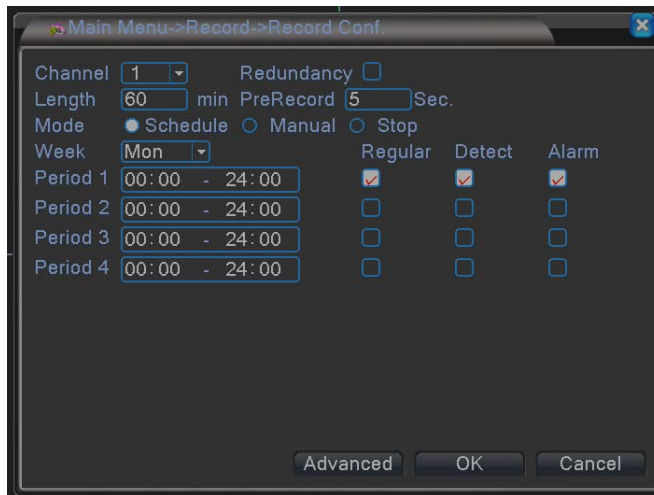 Main Menu->Record->Record Conf.
Channel 1 Redundancy
Length 60 min PreRecord 5 Sec.
Mode Schedule Manual Stop
Week Mon Regular Detect Alarm
Period 1 00:00 - 24:00
Period 2 00:00 - 24:00
Period 3 00:00 - 24:00
Period 4 00:00 - 24:00
Advanced OK Cancel